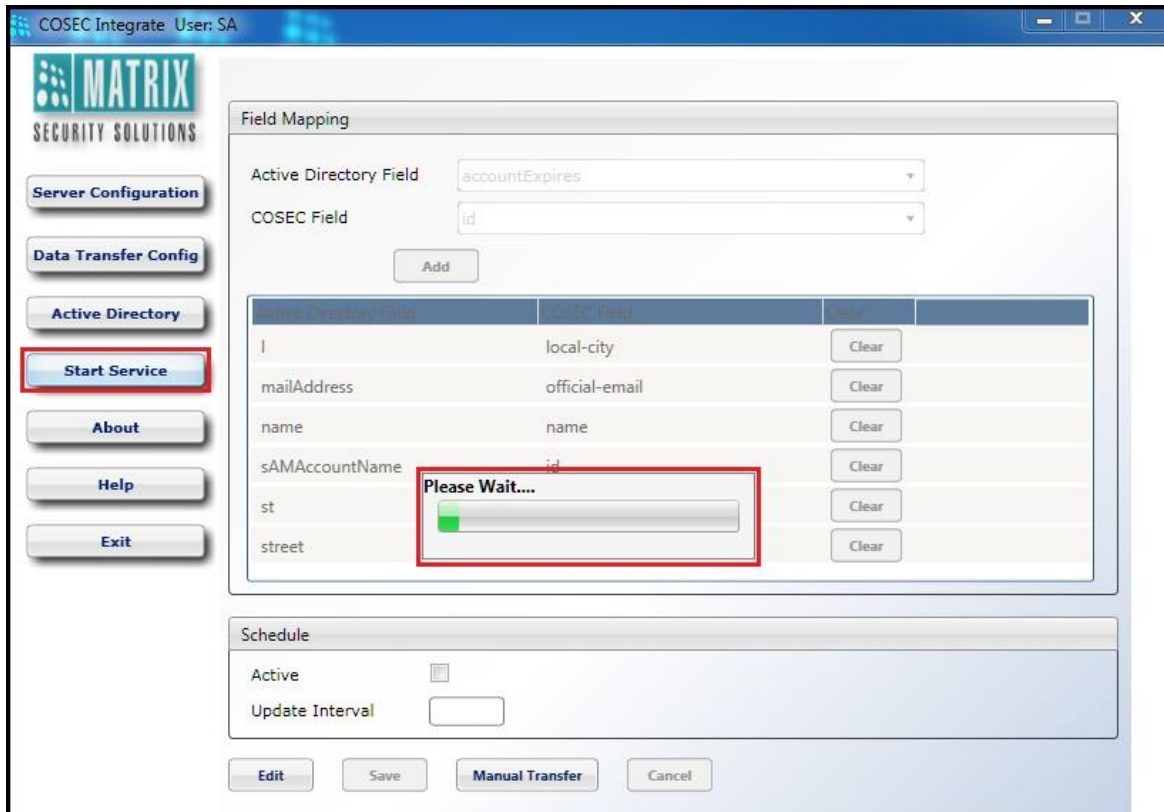 COSEC Integrate User: SA
MATRIX
SECURITY SOLUTIONS
Server Configuration
Data Transfer Config
Active Directory
Start Service
About
Help
Exit
Field Mapping
Active Directory Field accountExpires
COSEC Field id
Add
Active Directory Field COSEC Field Clear
l local-city Clear
mailAddress official-email Clear
name name Clear
sAMAccountName id Clear
Please Wait....
st Clear
street Clear
Schedule
Active
Update Interval
Edit Save Manual Transfer Cancel